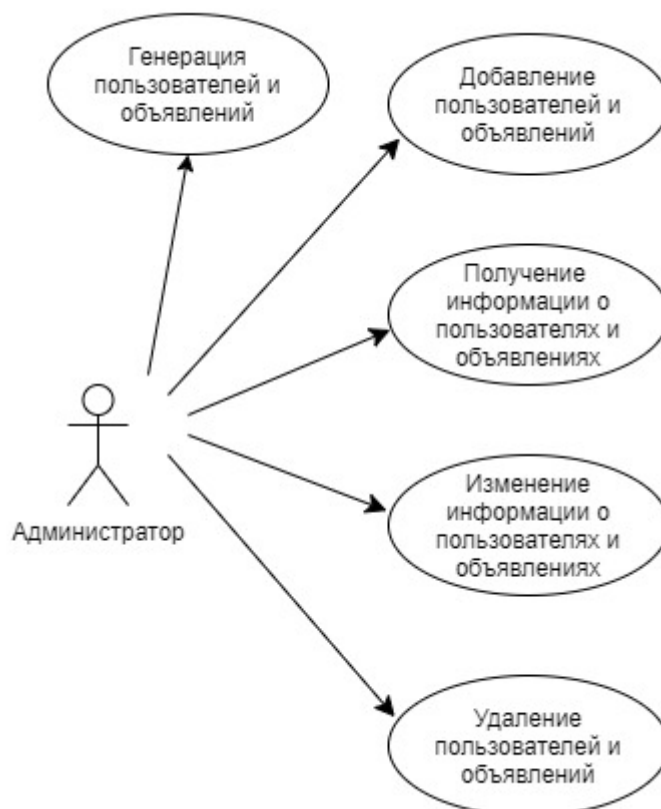 Генерация
пользователей и
объявлений
Добавление
пользователей и
объявлений
Получение
информации о
пользователях и
объявлениях
Администратор
Изменение
информации о
пользователях и
объявлениях
Удаление
пользователей и
объявлений